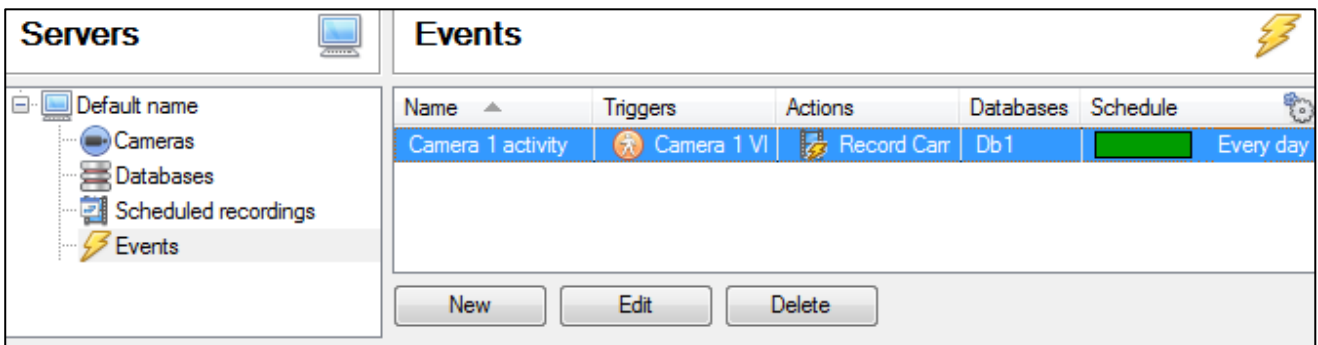 Servers
Events
Default name
Cameras
Databases
Scheduled recordings
Events
Name Triggers Actions Databases Schedule
Camera 1 activity Camera 1 VI Record Carr Db1 Every day
New Edit Delete